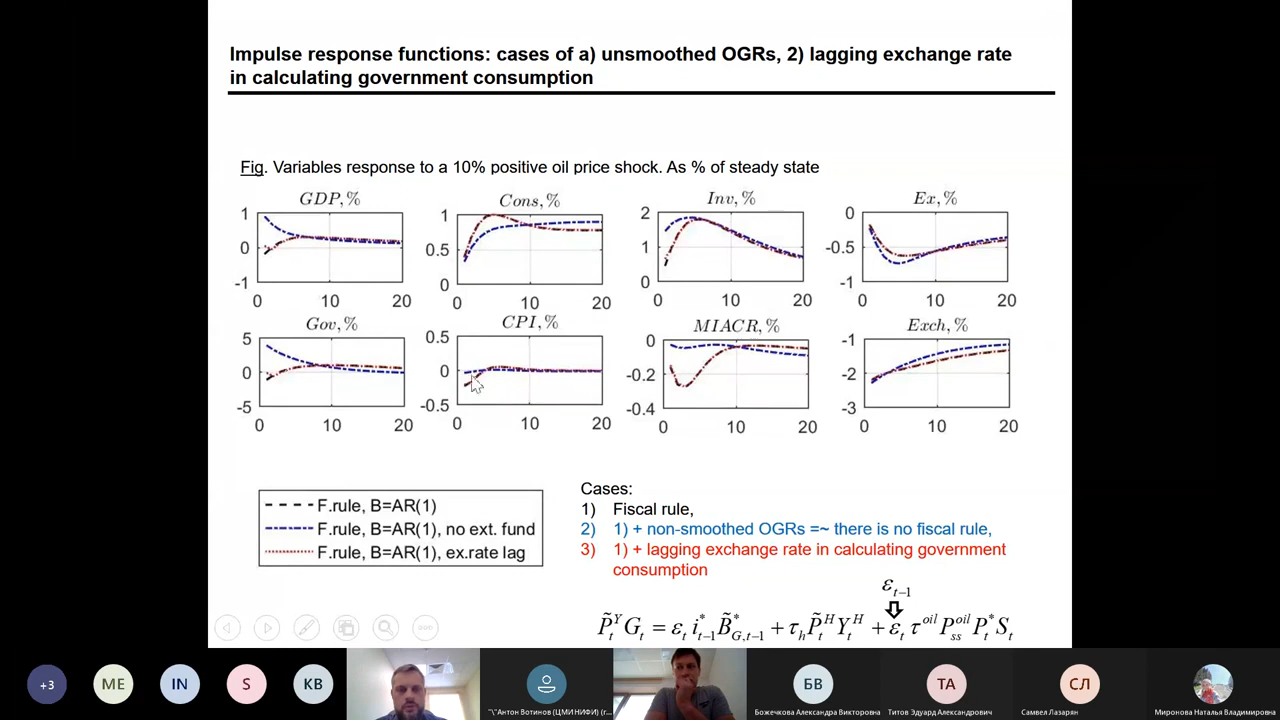 Impulse response functions: cases of a) unsmoothed OGRs, 2) lagging exchange rate
in calculating government consumption
Fig. Variables response to a 10% positive oil price shock. As % of steady state
GDP,%
1
0
-1
0 10 20
Cons,%
1
0.5
0
0 10 20
Inv,%
2
1
0
0 10 20
Ex,%
0
-0.5
-1
0 10 20
Gov,%
5
0
-5
0 10 20
CPI,%
0.5
0
-0.5
0 10 20
MIACR,%
0
-0.2
-0.4
0 10 20
Exch,%
-1
-2
-3
0 10 20
F.rule, B=AR(1)
F.rule, B=AR(1), no ext. fund
F.rule, B=AR(1), ex.rate lag
Cases:
1) Fiscal rule,
2) 1) + non-smoothed OGRs =~ there is no fiscal rule,
3) 1) + lagging exchange rate in calculating government
consumption
ε_{t−1}
P̃_t^Y G_t = ε_t i_{t−1}^* B̃_{G,t−1}^* + τ_h P̃_t^H Y_t^H + ε_t τ^{oil} P_{ss}^{oil} P_t^* S_t
+3
ME
IN
S
KB
"\"Антон Вотинов (ЦМИ НИФИ) (r...
БВ
Божечкова Александра Викторовна
ТА
Титов Эдуард Александрович
СЛ
Самвел Лазарян
Миронова Наталья Владимировна